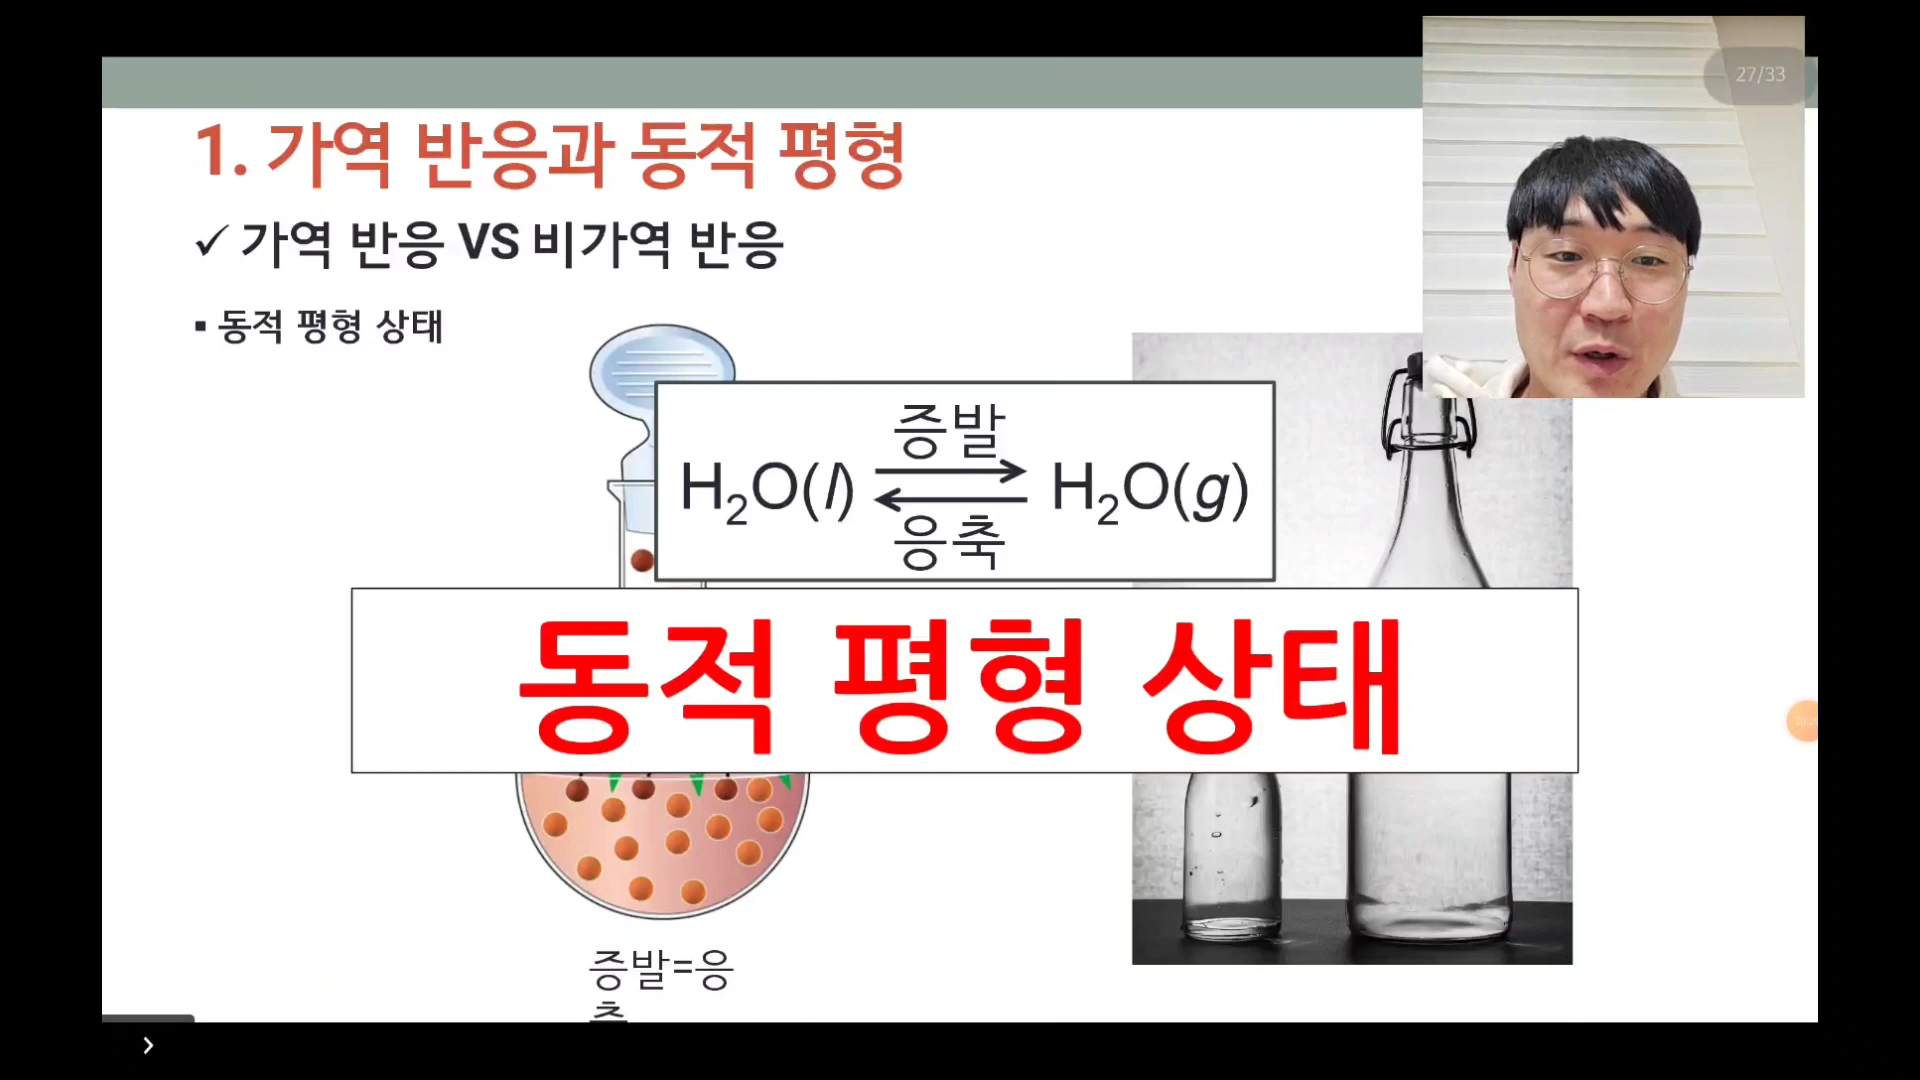 27/33
1. 가역 반응과 동적 평형
✓ 가역 반응 VS 비가역 반응
▪ 동적 평형 상태
증발
H₂O(l) ⇄ H₂O(g)
응축
동적 평형 상태
증발=응
축